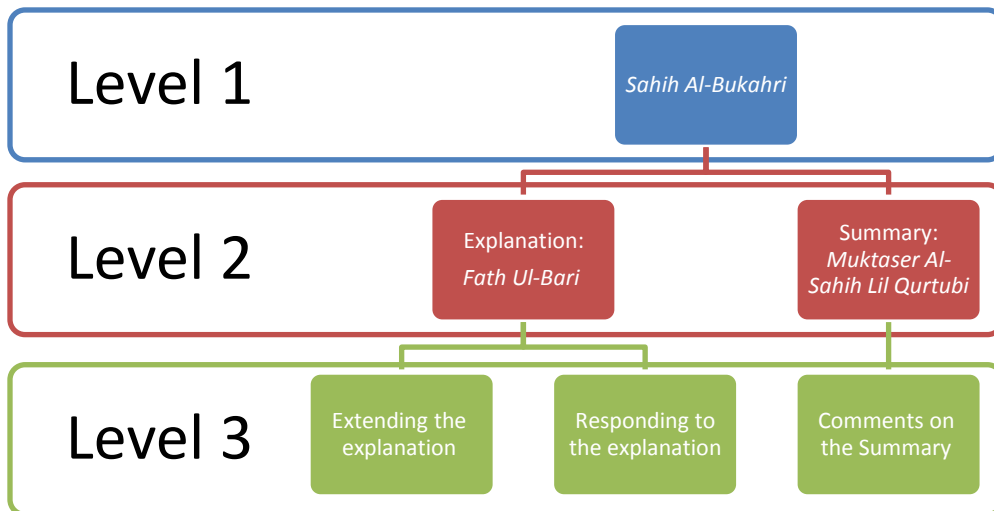 Level 1
Sahih Al-Bukahri
Level 2
Explanation:
Fath Ul-Bari
Summary:
Muktaser Al-
Sahih Lil Qurtubi
Level 3
Extending the
explanation
Responding to
the explanation
Comments on
the Summary